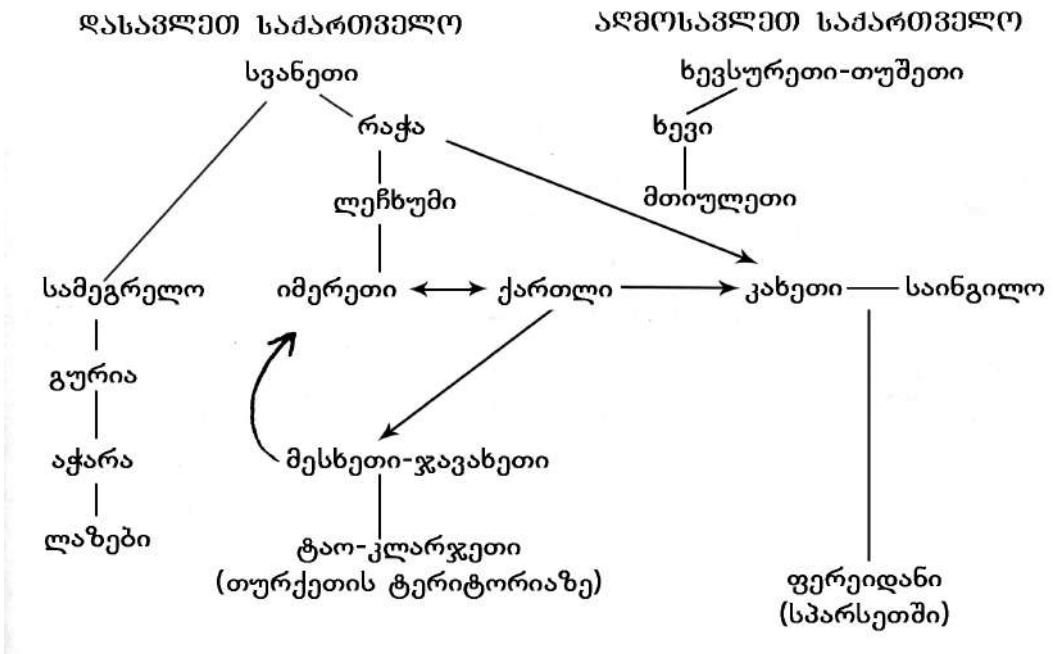 ᲓᲐᲡᲐᲕᲚᲔᲗ ᲡᲐᲥᲐᲠᲗᲕᲔᲚᲝ
ᲐᲦᲛᲝᲡᲐᲕᲚᲔᲗ ᲡᲐᲥᲐᲠᲗᲕᲔᲚᲝ
სვანეთი
ხევსურეთი-თუშეთი
რაჭა
ხევი
ლეჩხუმი
მთიულეთი
სამეგრელო
იმერეთი
ქართლი
კახეთი
საინგილო
გურია
აჭარა
მესხეთი-ჯავახეთი
ლაზები
ტაო-კლარჯეთი
(თურქეთის ტერიტორიაზე)
ფერეიდანი
(სპარსეთში)